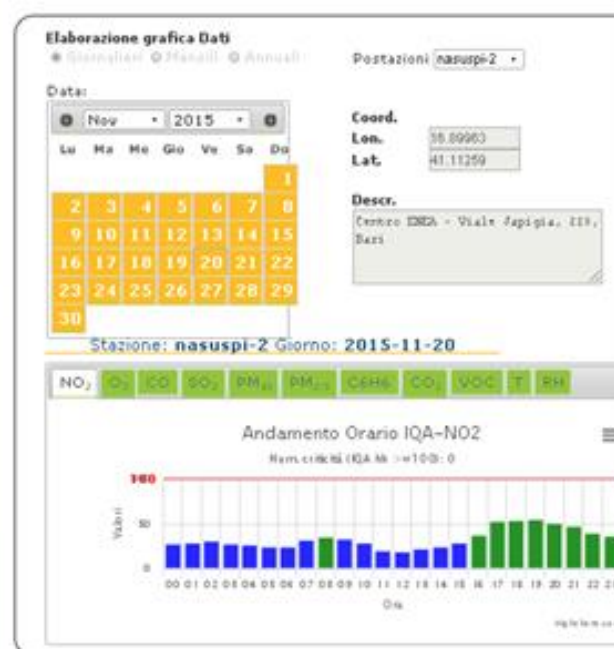 Elaborazione grafica Dati
Giornalieri Mensili Annuali
Postazioni nasuspi-2
Data:
Nov 2015
Lu Ma Me Gio Ve Sa Do
1
2 3 4 5 6 7 8
9 10 11 12 13 14 15
16 17 18 19 20 21 22
23 24 25 26 27 28 29
30
Coord.
Lon.
Lat. 41.11259
Descr.
Centro ENEA - Viale Japigia,
Bari
Stazione: nasuspi-2 Giorno: 2015-11-20
NO2 O3 CO SO2 PM10 PM2.5 C6H6 CO2 VOC T RH
Andamento Orario IQA-NO2
Num. criticità (IQA hh >=100): 0
Valori
50
0
00 01 02 03 04 05 06 07 08 09 10 11 12 13 14 15 16 17 18 19 20 21 22
Ora